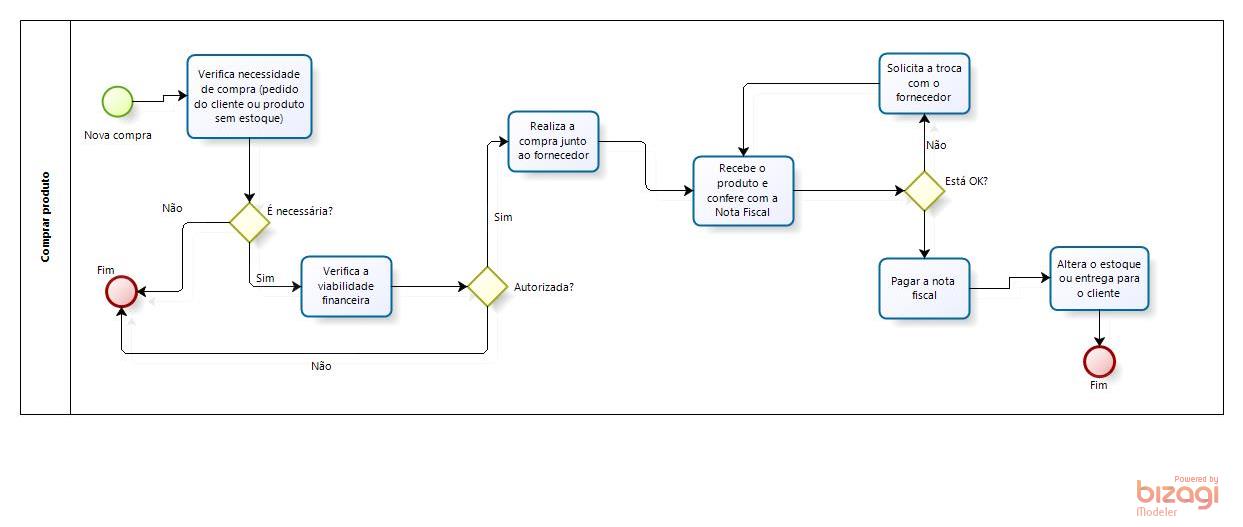 Comprar produto
Nova compra
Verifica necessidade
de compra (pedido
do cliente ou produto
sem estoque)
É necessária?
Não
Sim
Fim
Verifica a
viabilidade
financeira
Autorizada?
Não
Sim
Realiza a
compra junto
ao fornecedor
Recebe o
produto e
confere com a
Nota Fiscal
Está OK?
Não
Solicita a troca
com o
fornecedor
Pagar a nota
fiscal
Altera o estoque
ou entrega para
o cliente
Fim
Powered by
bizagi
Modeler